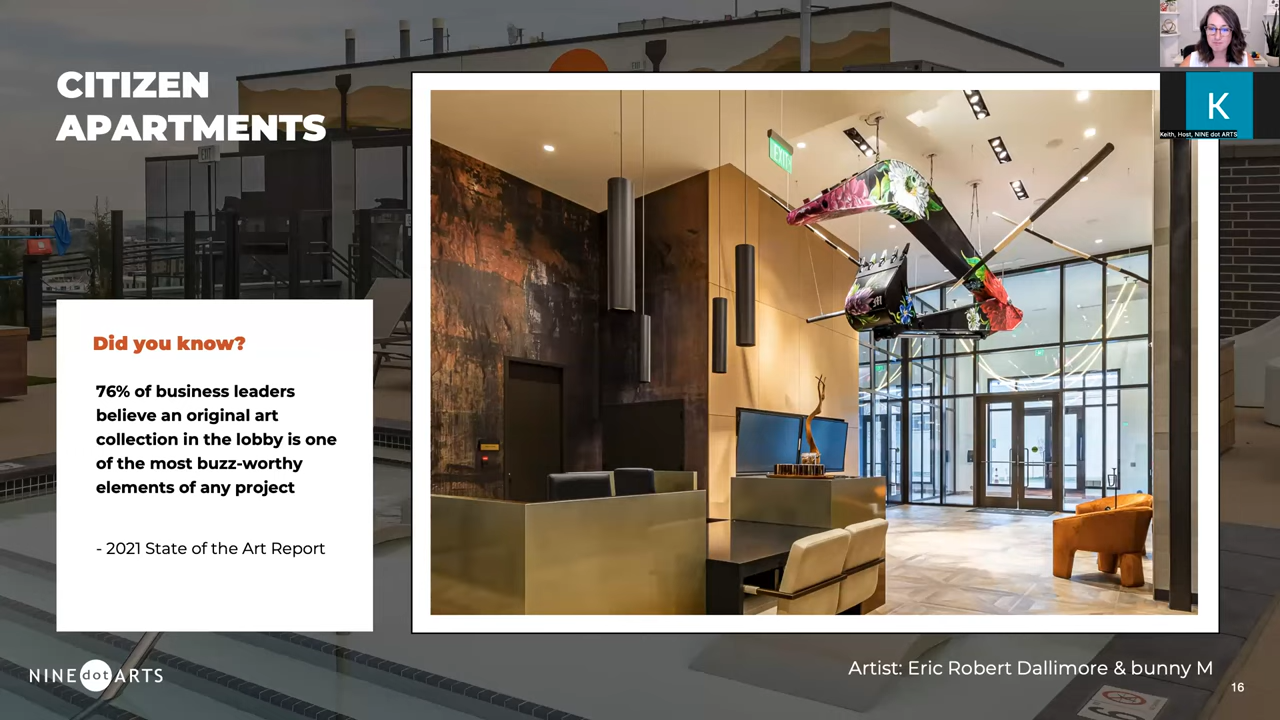 CITIZEN
APARTMENTS
Did you know?
76% of business leaders
believe an original art
collection in the lobby is one
of the most buzz-worthy
elements of any project
- 2021 State of the Art Report
NINE dot ARTS
EXIT
EXIT
M
K
Keith, Host, NINE dot ARTS
Artist: Eric Robert Dallimore & bunny M
16